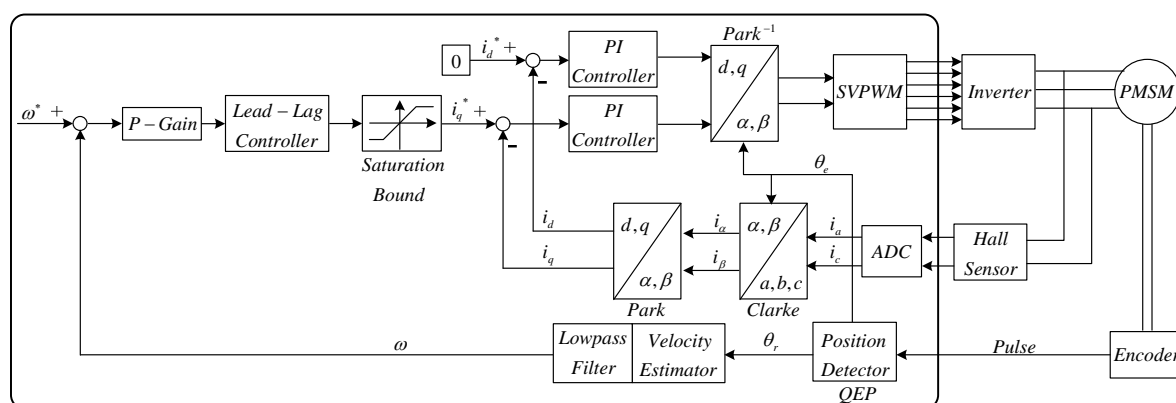 Park⁻¹
0
i_d* +
-
PI
Controller
d,q
α,β
SVPWM
Inverter
PMSM
ω* +
P-Gain
Lead-Lag
Controller
Saturation
Bound
i_q* +
-
PI
Controller
θ_e
i_d
i_q
d,q
α,β
Park
i_α
i_β
α,β
a,b,c
Clarke
i_a
i_c
ADC
Hall
Sensor
ω
Lowpass
Filter
Velocity
Estimator
θ_r
Position
Detector
QEP
Pulse
Encoder